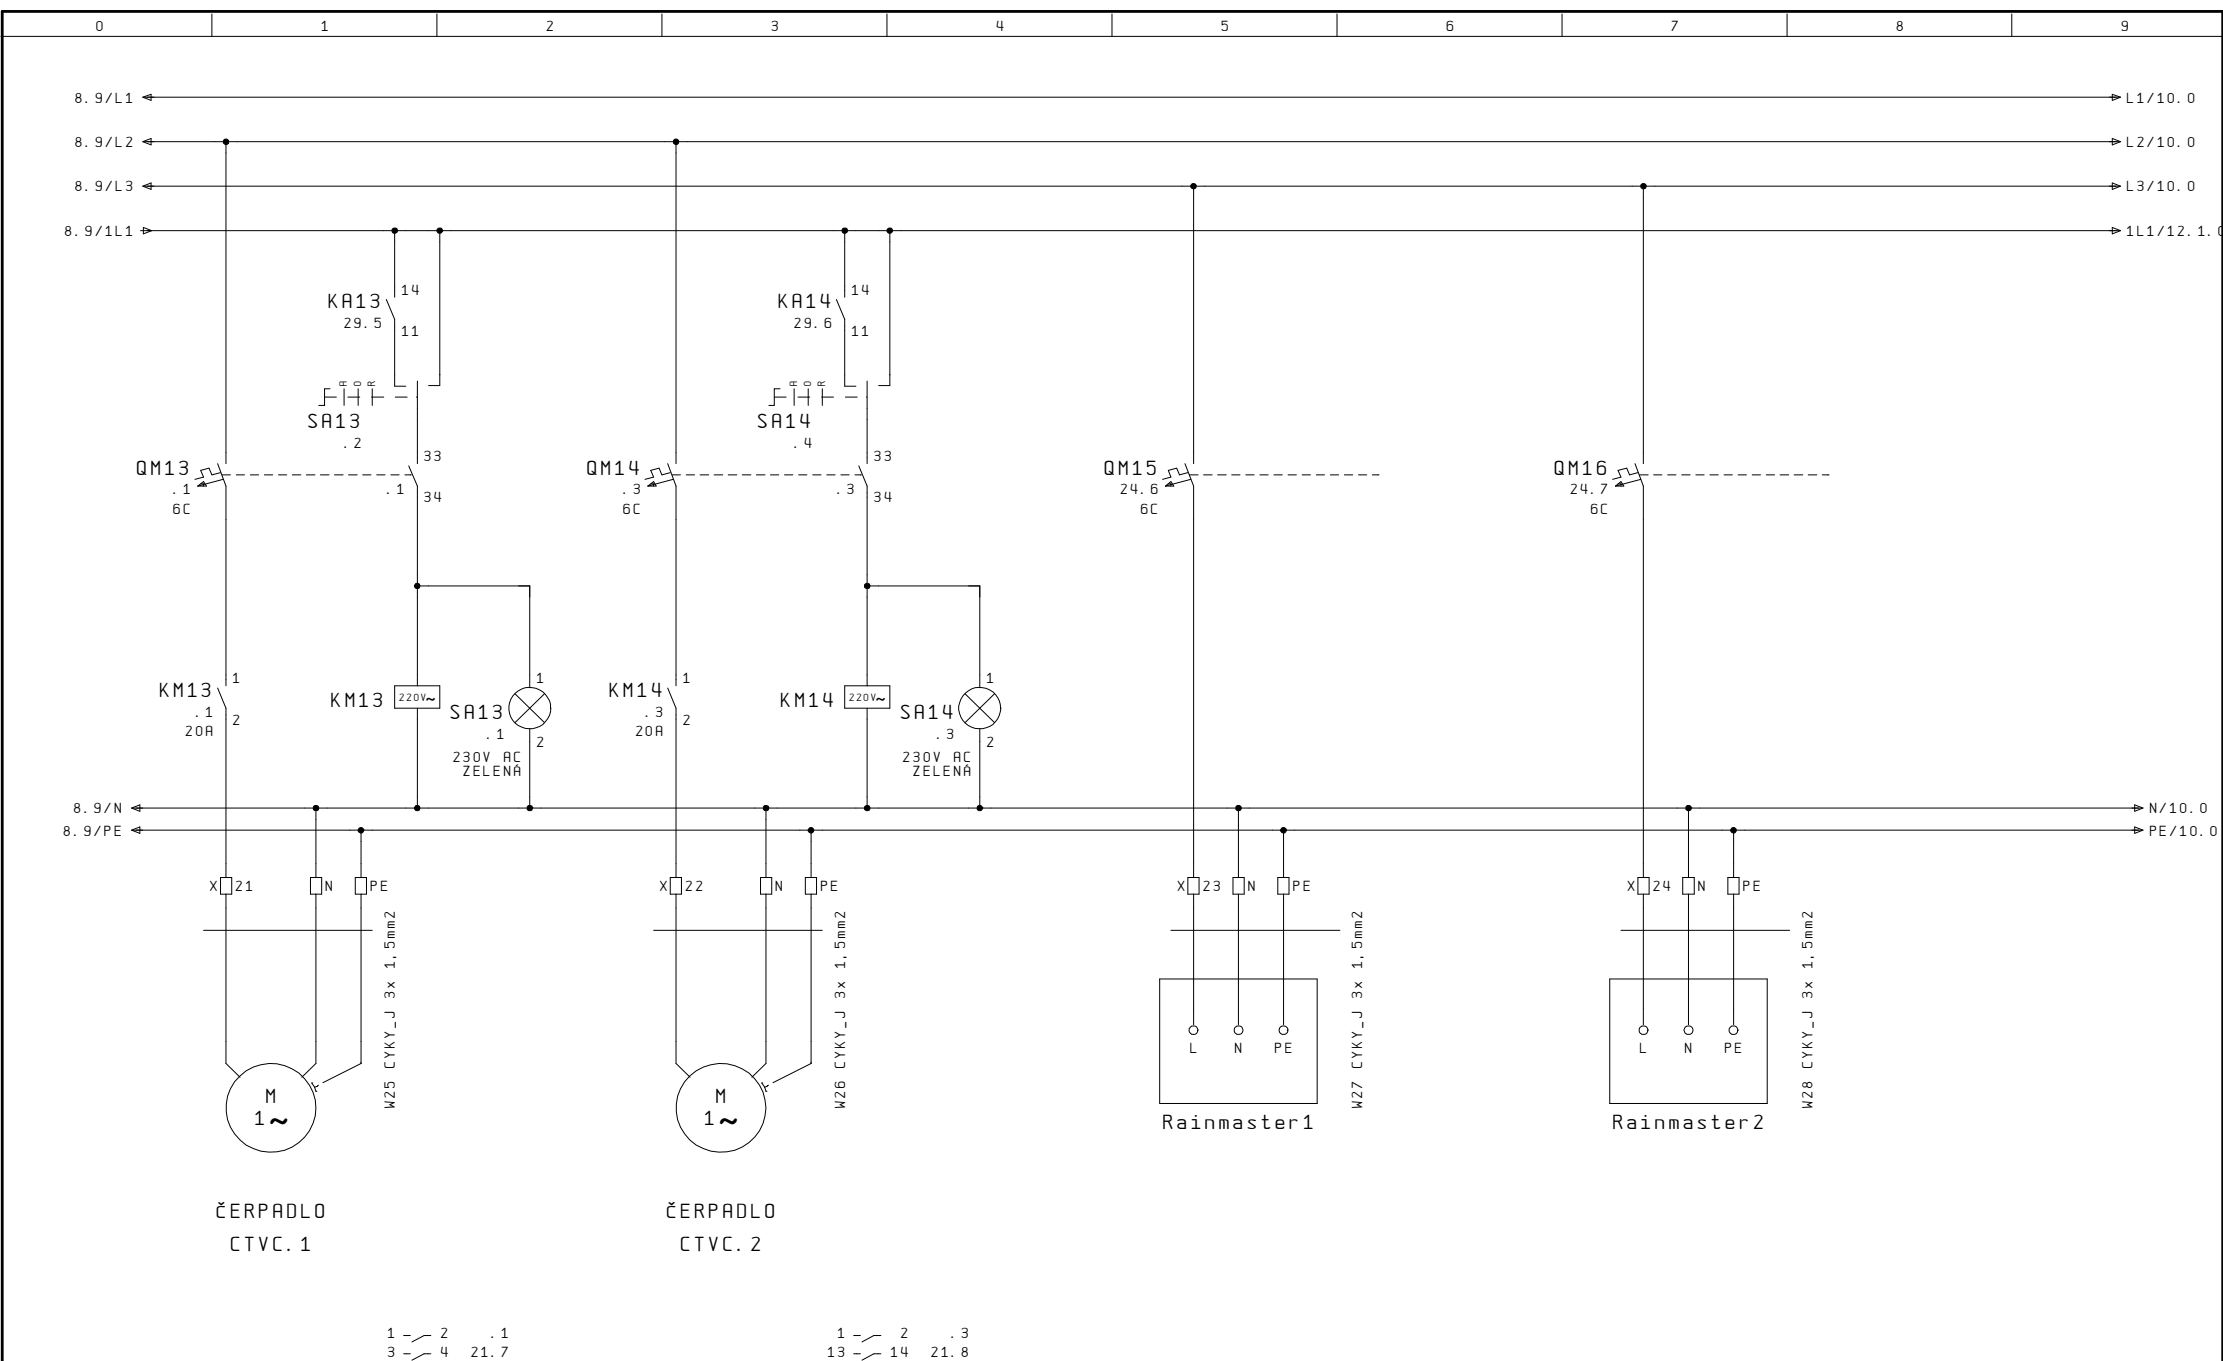 0 1 2 3 4 5 6 7 8 9
8.9/L1 L1/10.0
8.9/L2 L2/10.0
8.9/L3 L3/10.0
8.9/1L1 1L1/12.1.0
KA13 14
29.5 11
KA14 14
29.6 11
A O R
SA13
.2
A O R
SA14
.4
QM13
.1
6C
33
.1 34
QM14
.3
6C
33
.3 34
QM15
24.6
6C
QM16
24.7
6C
KM13 1
.1 2
20A
KM13 220V~
SA13 1
.1 2
230V AC
ZELENÁ
KM14 1
.3 2
20A
KM14 220V~
SA14 1
.3 2
230V AC
ZELENÁ
8.9/N N/10.0
8.9/PE PE/10.0
X 21 N PE
X 22 N PE
X 23 N PE
X 24 N PE
W25 CYKY_J 3x 1,5mm2
W26 CYKY_J 3x 1,5mm2
W27 CYKY_J 3x 1,5mm2
W28 CYKY_J 3x 1,5mm2
M
1~
M
1~
L N PE
L N PE
Rainmaster1
Rainmaster2
ČERPADLO
CTVC.1
ČERPADLO
CTVC.2
1 2 .1
3 4 21.7
1 2 .3
13 14 21.8